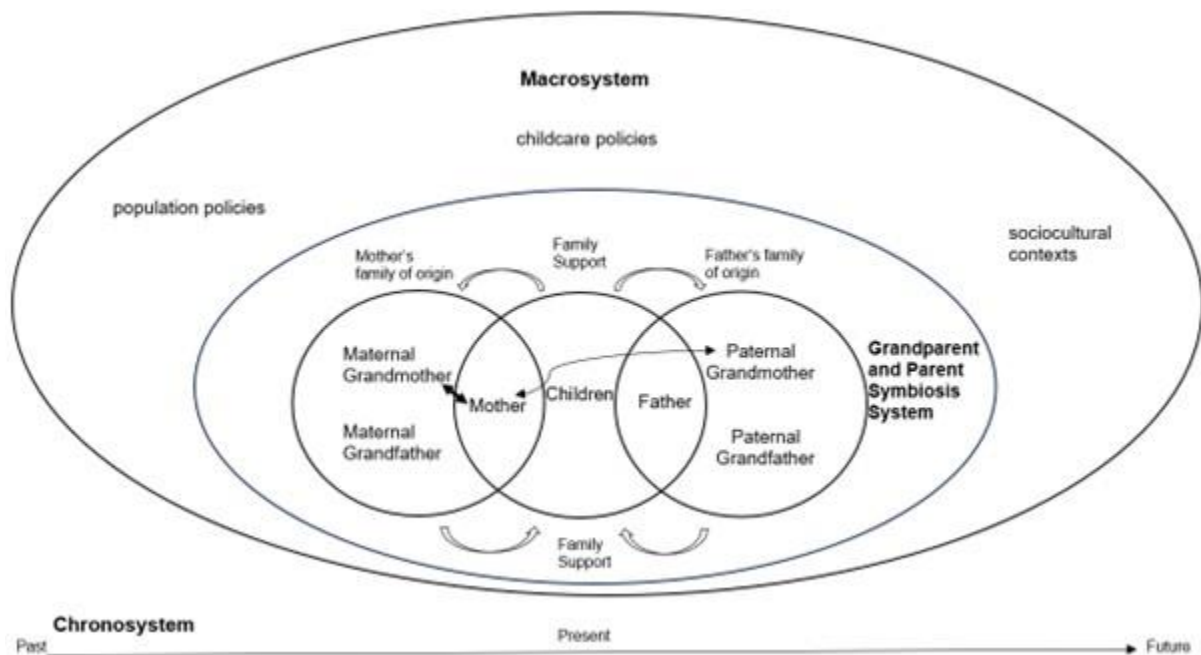 Macrosystem
childcare policies
population policies
sociocultural
contexts
Family
Support
Mother's
family of origin
Father's family
of origin
Maternal
Grandmother
Mother
Children
Father
Paternal
Grandmother
Maternal
Grandfather
Paternal
Grandfather
Grandparent
and Parent
Symbiosis
System
Family
Support
Chronosystem
Past
Present
Future